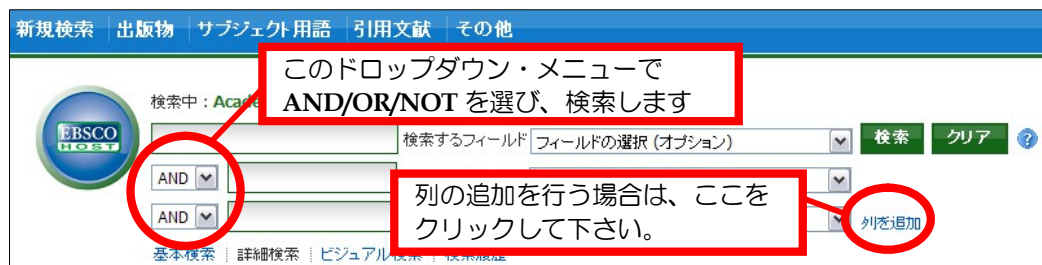 新規検索 出版物 サブジェクト用語 引用文献 その他
このドロップダウン・メニューで
AND/OR/NOT を選び、検索します
検索中：Acade
EBSCO
HOST
検索するフィールド フィールドの選択 (オプション) 検索 クリア ?
AND
列の追加を行う場合は、ここを
クリックして下さい。
AND 列を追加
基本検索 詳細検索 ビジュアル検索 検索履歴